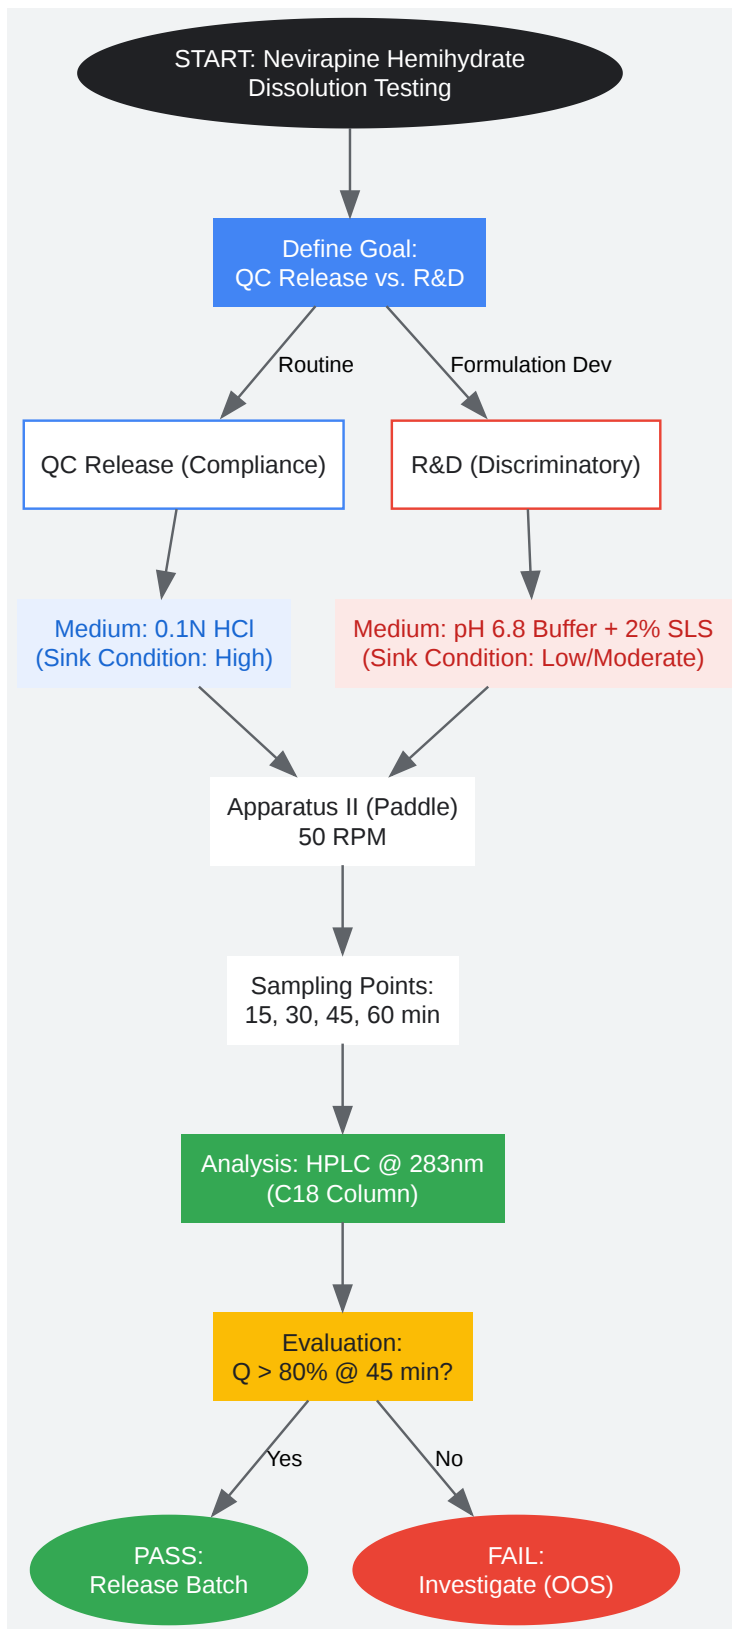 START: Nevirapine Hemihydrate
Dissolution Testing
Define Goal:
QC Release vs. R&D
Routine
Formulation Dev
QC Release (Compliance)
R&D (Discriminatory)
Medium: 0.1N HCl
(Sink Condition: High)
Medium: pH 6.8 Buffer + 2% SLS
(Sink Condition: Low/Moderate)
Apparatus II (Paddle)
50 RPM
Sampling Points:
15, 30, 45, 60 min
Analysis: HPLC @ 283nm
(C18 Column)
Evaluation:
Q > 80% @ 45 min?
Yes
No
PASS:
Release Batch
FAIL:
Investigate (OOS)